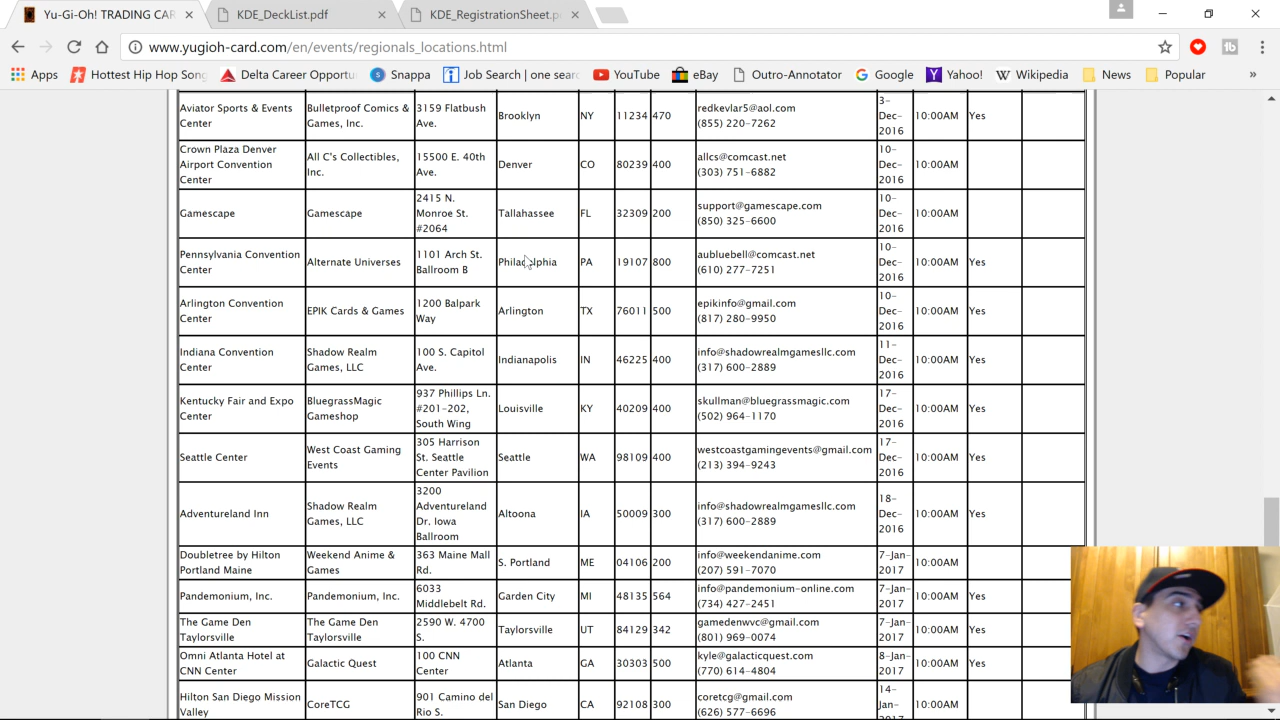 Yu-Gi-Oh! TRADING CAR
KDE_DeckList.pdf
KDE_RegistrationSheet.p
www.yugioh-card.com/en/events/regionals_locations.html
Apps
Hottest Hip Hop Song
Delta Career Opportu
Snappa
Job Search | one sear
YouTube
eBay
Outro-Annotator
Google
Yahoo!
Wikipedia
News
Popular
Aviator Sports & Events
Center
Bulletproof Comics &
Games, Inc.
3159 Flatbush
Ave.
Brooklyn
NY
11234
470
redkevlar5@aol.com
(855) 220-7262
3-
Dec-
2016
10:00AM
Yes
Crown Plaza Denver
Airport Convention
Center
All C's Collectibles,
Inc.
15500 E. 40th
Ave.
Denver
CO
80239
400
allcs@comcast.net
(303) 751-6882
10-
Dec-
2016
10:00AM
Gamescape
Gamescape
2415 N.
Monroe St.
#2064
Tallahassee
FL
32309
200
support@gamescape.com
(850) 325-6600
10-
Dec-
2016
10:00AM
Pennsylvania Convention
Center
Alternate Universes
1101 Arch St.
Ballroom B
Philadelphia
PA
19107
800
aubluebell@comcast.net
(610) 277-7251
10-
Dec-
2016
10:00AM
Yes
Arlington Convention
Center
EPIK Cards & Games
1200 Balpark
Way
Arlington
TX
76011
500
epikinfo@gmail.com
(817) 280-9950
10-
Dec-
2016
10:00AM
Yes
Indiana Convention
Center
Shadow Realm
Games, LLC
100 S. Capitol
Ave.
Indianapolis
IN
46225
400
info@shadowrealmgamesllc.com
(317) 600-2889
11-
Dec-
2016
10:00AM
Yes
Kentucky Fair and Expo
Center
BluegrassMagic
Gameshop
937 Phillips Ln.
#201-202,
South Wing
Louisville
KY
40209
400
skullman@bluegrassmagic.com
(502) 964-1170
17-
Dec-
2016
10:00AM
Yes
Seattle Center
West Coast Gaming
Events
305 Harrison
St. Seattle
Center Pavilion
Seattle
WA
98109
400
westcoastgamingevents@gmail.com
(213) 394-9243
17-
Dec-
2016
10:00AM
Yes
Adventureland Inn
Shadow Realm
Games, LLC
3200
Adventureland
Dr. Iowa
Ballroom
Altoona
IA
50009
300
info@shadowrealmgamesllc.com
(317) 600-2889
18-
Dec-
2016
10:00AM
Yes
Doubletree by Hilton
Portland Maine
Weekend Anime &
Games
363 Maine Mall
Rd.
S. Portland
ME
04106
200
info@weekendanime.com
(207) 591-7070
7-Jan-
2017
10:00AM
Pandemonium, Inc.
Pandemonium, Inc.
6033
Middlebelt Rd.
Garden City
MI
48135
564
info@pandemonium-online.com
(734) 427-2451
7-Jan-
2017
10:00AM
Yes
The Game Den
Taylorsville
The Game Den
Taylorsville
2590 W. 4700
S.
Taylorsville
UT
84129
342
gamedenwvc@gmail.com
(801) 969-0074
7-Jan-
2017
10:00AM
Yes
Omni Atlanta Hotel at
CNN Center
Galactic Quest
100 CNN
Center
Atlanta
GA
30303
500
kyle@galacticquest.com
(770) 614-4804
8-Jan-
2017
10:00AM
Yes
Hilton San Diego Mission
Valley
CoreTCG
901 Camino del
Rio S.
San Diego
CA
92108
300
coretcg@gmail.com
(626) 577-6696
14-
Jan-
2017
10:00AM
Yes